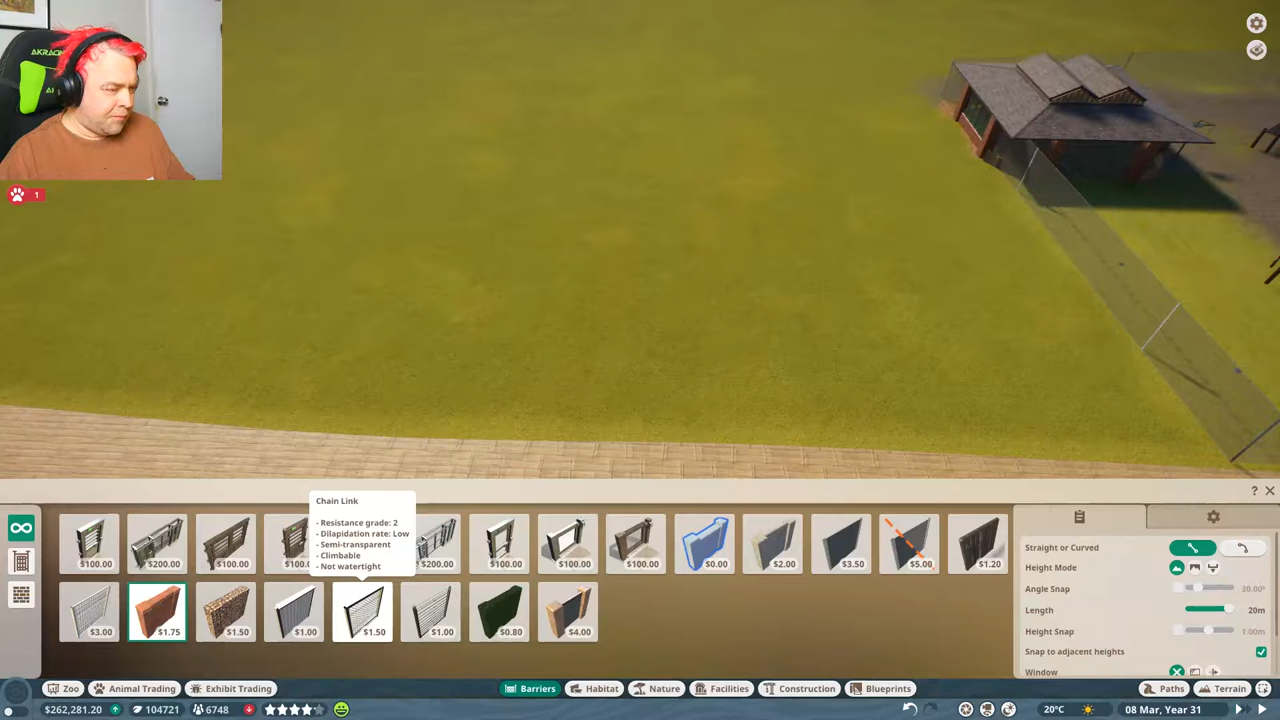 AKRACING
1
Chain Link
- Resistance grade: 2
- Dilapidation rate: Low
- Semi-transparent
- Climbable
- Not watertight
?
$100.00
$200.00
$100.00
$200.00
$100.00
$100.00
$100.00
$0.00
$2.00
$3.50
$5.00
$1.20
$3.00
$1.75
$1.50
$1.00
$1.50
$1.00
$0.80
$4.00
Straight or Curved
Height Mode
Angle Snap
30.00°
Length
20m
Height Snap
1.00m
Snap to adjacent heights
Window
Zoo
Animal Trading
Exhibit Trading
Barriers
Habitat
Nature
Facilities
Construction
Blueprints
Paths
Terrain
$262,281.20
104721
6748
20°C
08 Mar, Year 31